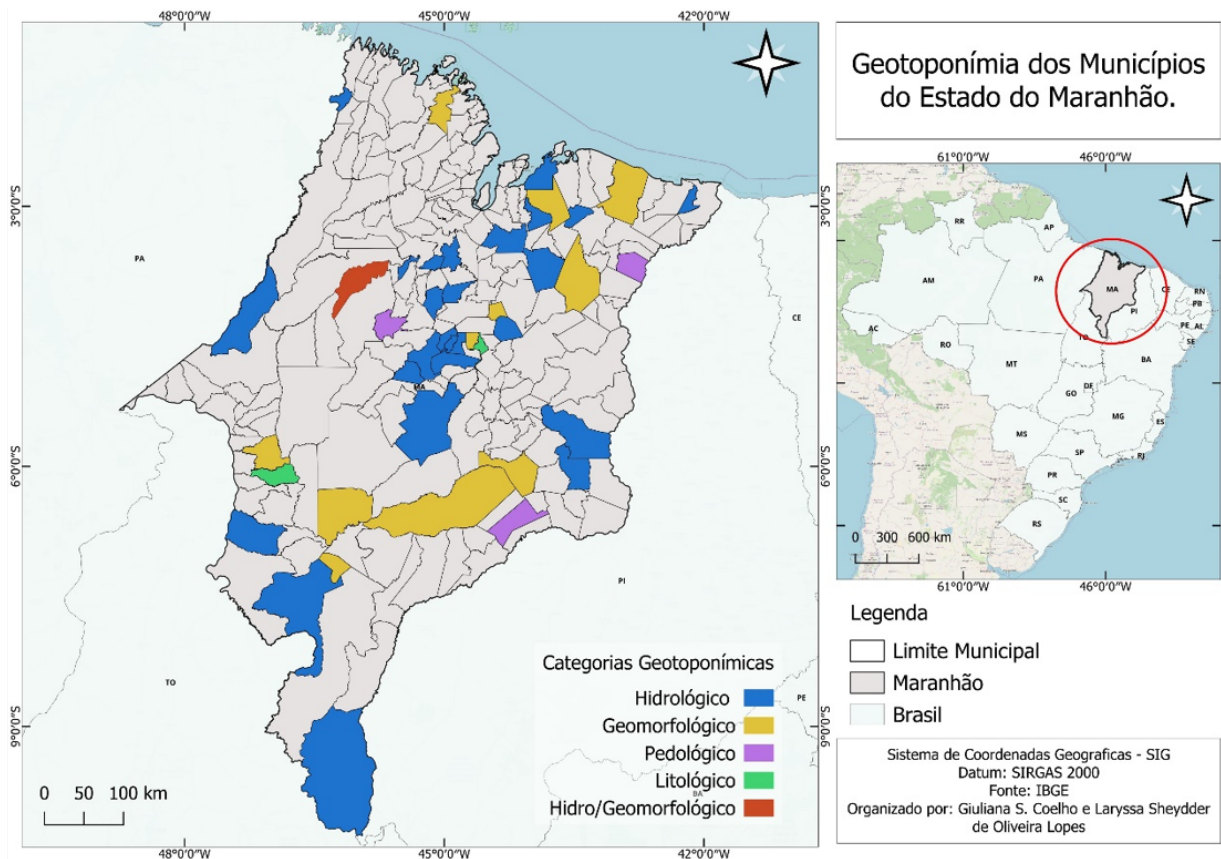 48°0'0"W
45°0'0"W
42°0'0"W
3°0'0"S
6°0'0"S
9°0'0"S
3°0'0"S
6°0'0"S
9°0'0"S
PA
CE
MA
PI
TO
PE
BA
Categorias Geotoponímicas
Hidrológico
Geomorfológico
Pedológico
Litológico
Hidro/Geomorfológico
0 50 100 km
48°0'0"W
45°0'0"W
42°0'0"W
Geotoponímia dos Municípios
do Estado do Maranhão.
61°0'0"W
46°0'0"W
RR
AP
AM
PA
MA
CE
RN
PB
PI
PE
AL
SE
AC
RO
TO
BA
MT
DF
GO
MG
ES
MS
SP
RJ
PR
SC
RS
0 300 600 km
61°0'0"W
46°0'0"W
Legenda
Limite Municipal
Maranhão
Brasil
Sistema de Coordenadas Geograficas - SIG
Datum: SIRGAS 2000
Fonte: IBGE
Organizado por: Giuliana S. Coelho e Laryssa Sheydder
de Oliveira Lopes